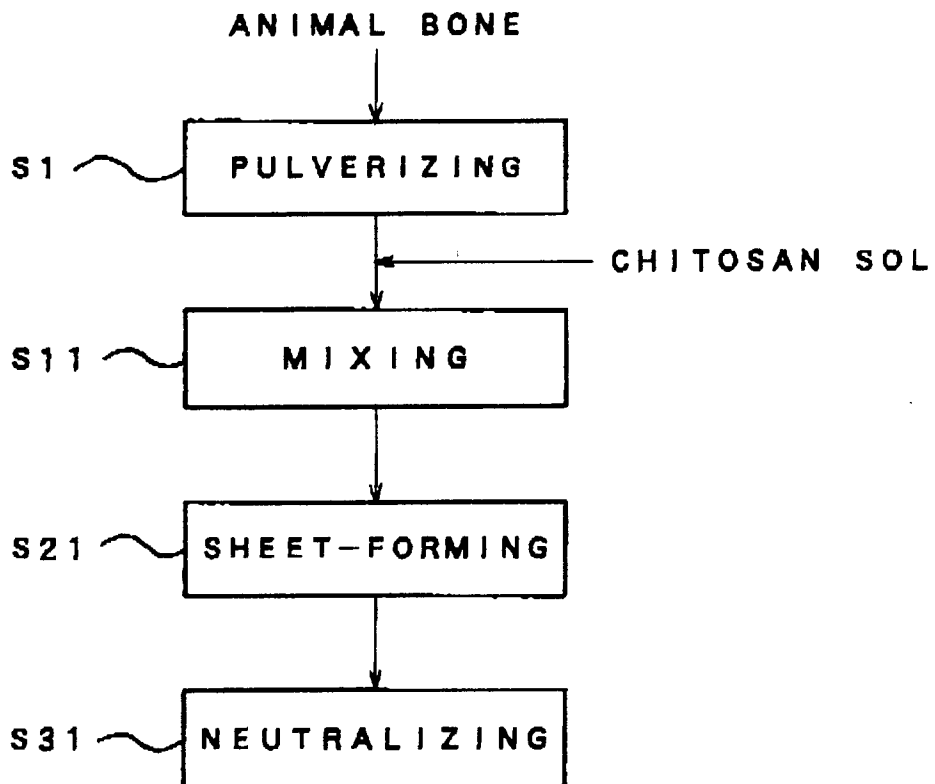 ANIMAL BONE
S1 PULVERIZING
CHITOSAN SOL
S11 MIXING
S21 SHEET-FORMING
S31 NEUTRALIZING